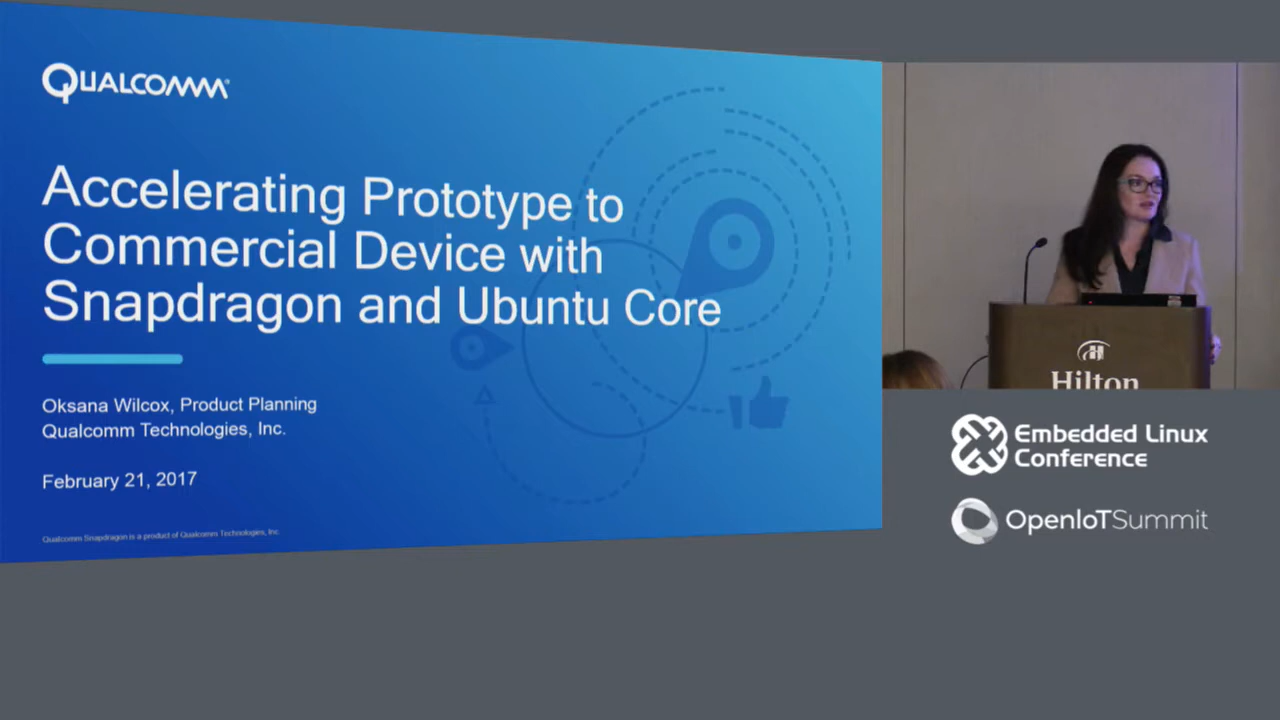 QUALCOMM®
Accelerating Prototype to
Commercial Device with
Snapdragon and Ubuntu Core
Oksana Wilcox, Product Planning
Qualcomm Technologies, Inc.
February 21, 2017
Qualcomm Snapdragon is a product of Qualcomm Technologies, Inc.
Hilton
Embedded Linux
Conference
OpenIoTSummit